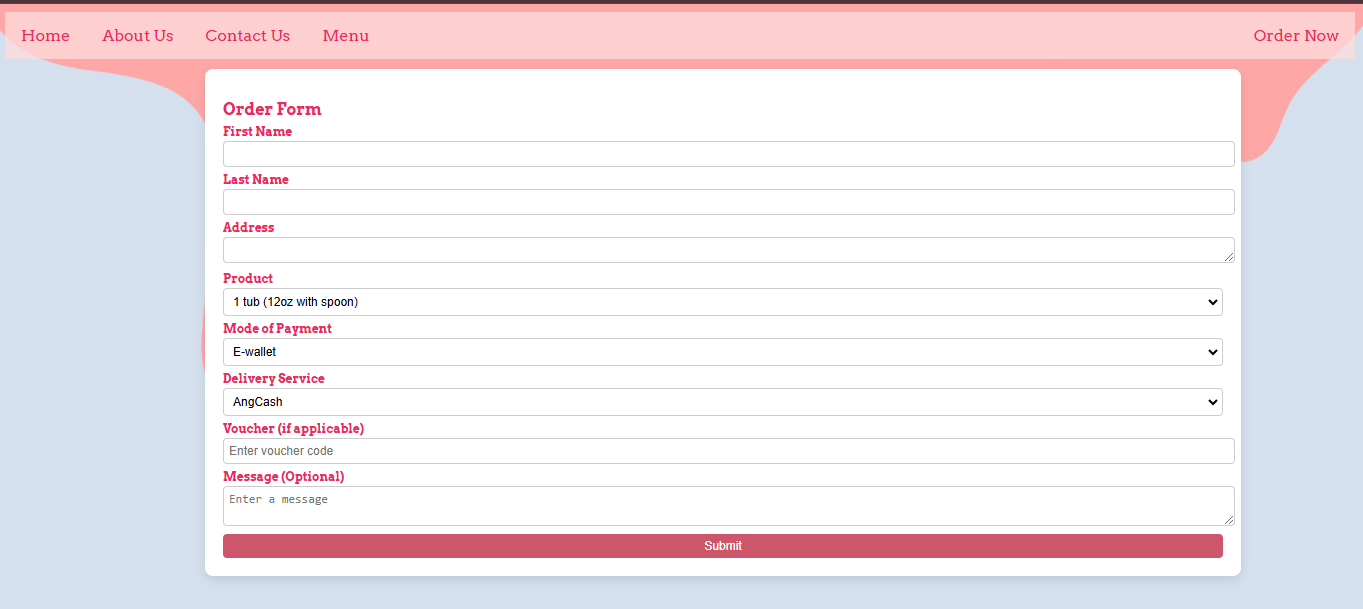 Home About Us Contact Us Menu Order Now
Order Form
First Name
Last Name
Address
Product
1 tub (12oz with spoon)
Mode of Payment
E-wallet
Delivery Service
AngCash
Voucher (if applicable)
Enter voucher code
Message (Optional)
Enter a message
Submit